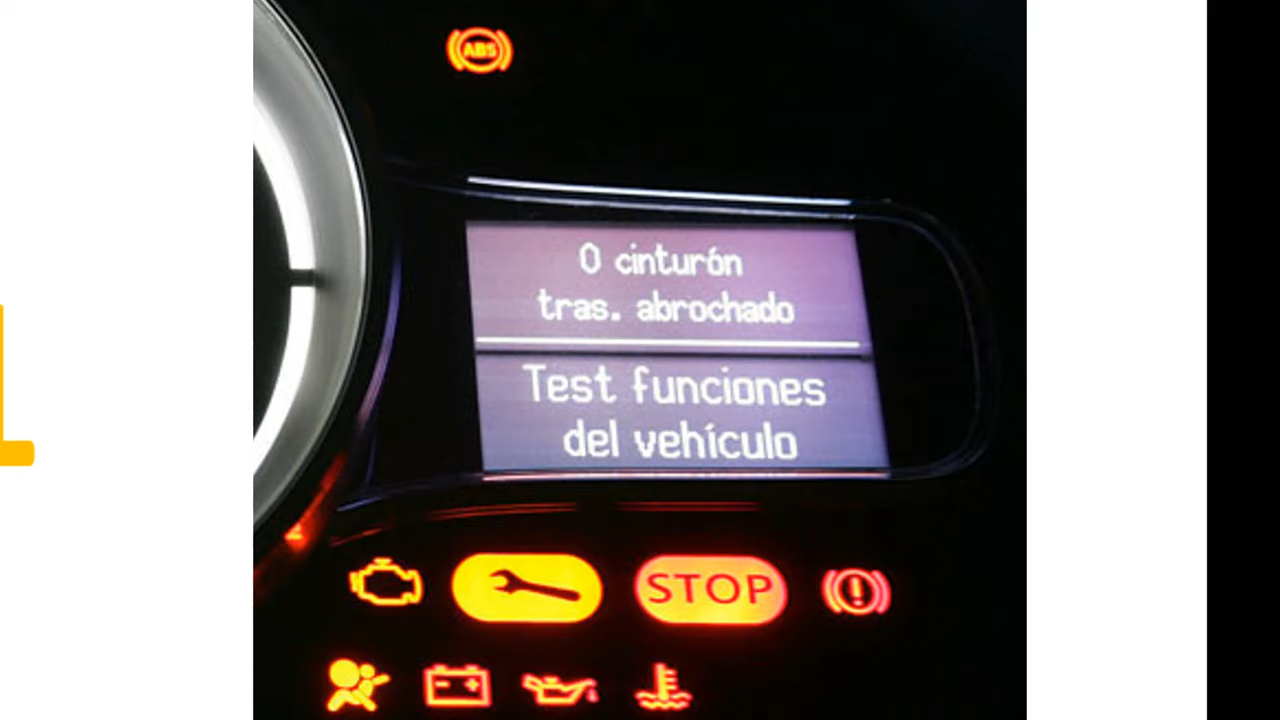 ABS
0 cinturón
tras. abrochado
Test funciones
del vehículo
STOP